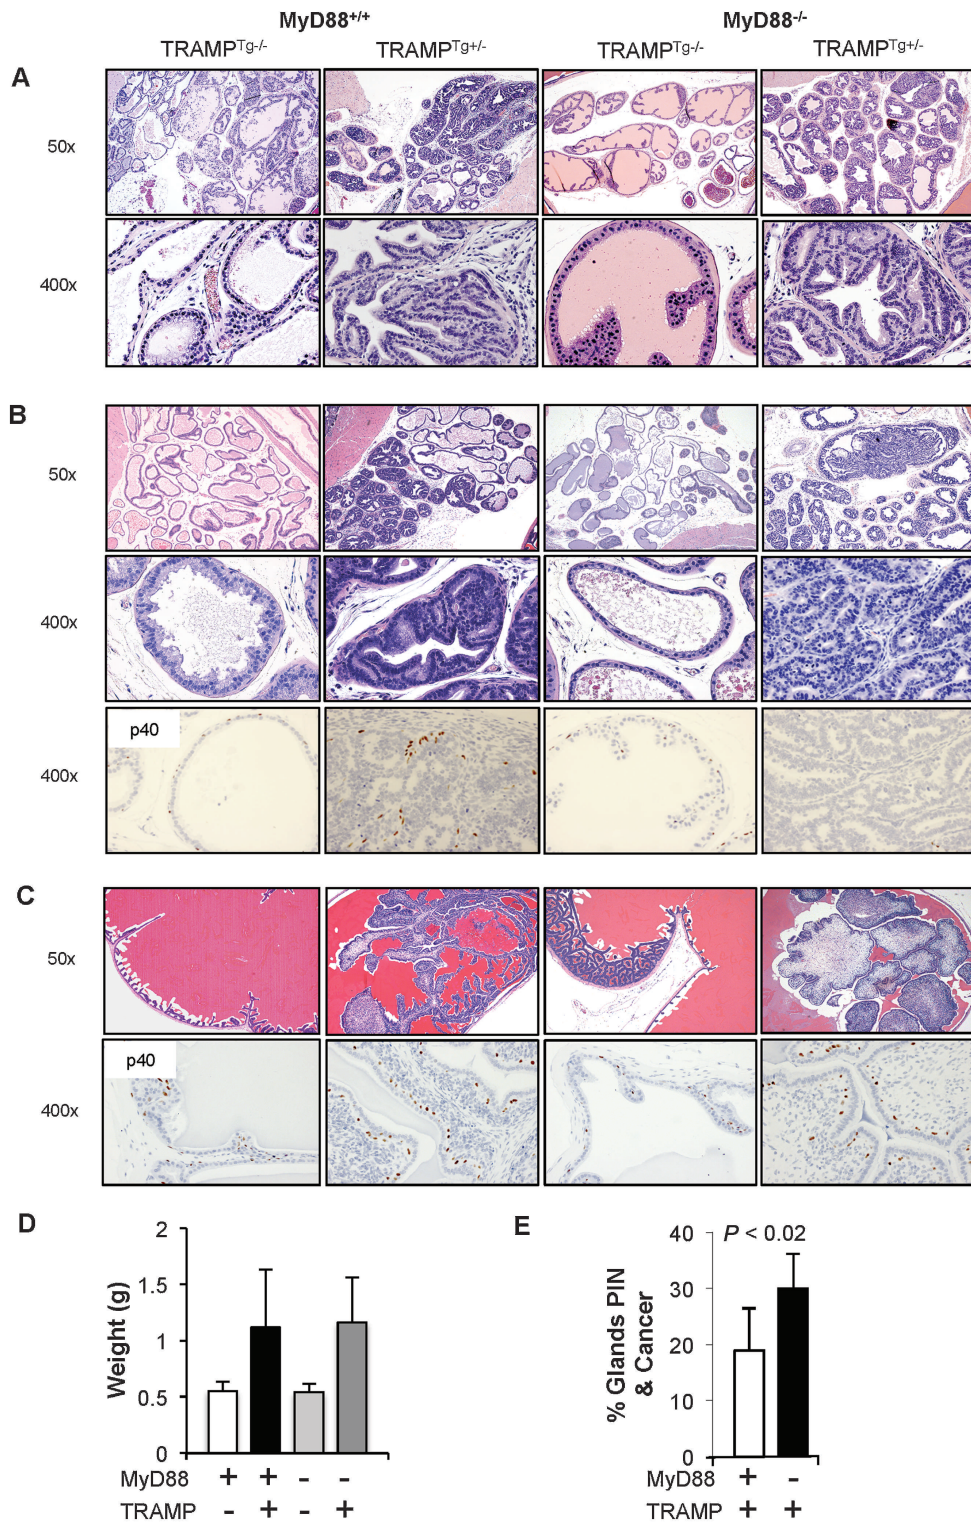 MyD88+/+ MyD88-/-
TRAMPTg-/- TRAMPTg+/- TRAMPTg-/- TRAMPTg+/-
A
50x
400x
B
50x
400x
p40
400x
C
50x
p40
400x
D
2
1.5
1
0.5
0
Weight (g)
MyD88 + + - -
TRAMP - + - +
E
P < 0.02
40
30
20
10
0
% Glands PIN
& Cancer
MyD88 + -
TRAMP + +